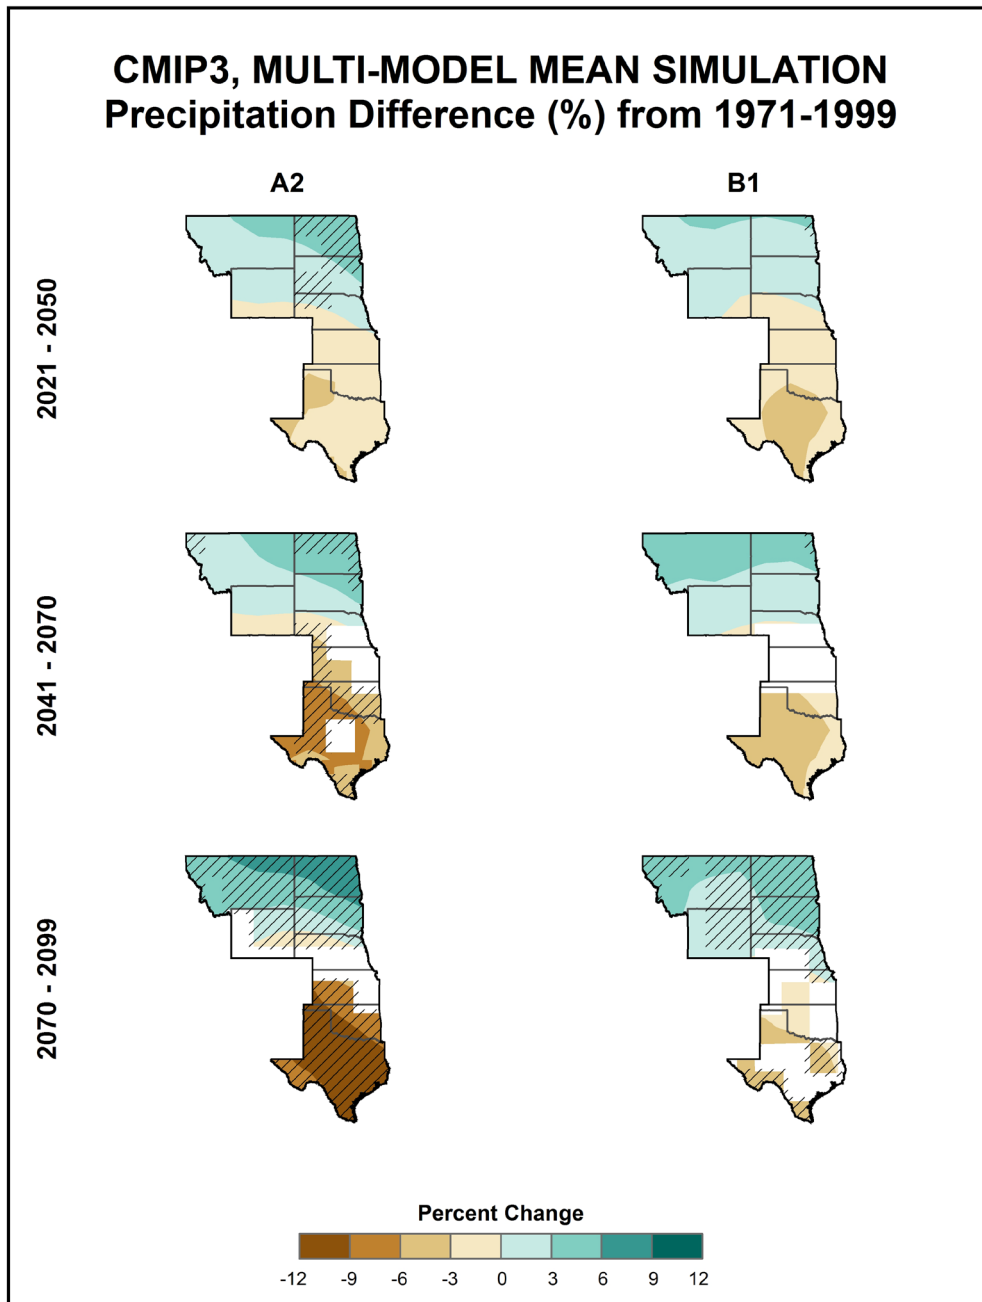 CMIP3, MULTI-MODEL MEAN SIMULATION
Precipitation Difference (%) from 1971-1999
A2
B1
2021 - 2050
2041 - 2070
2070 - 2099
Percent Change
-12 -9 -6 -3 0 3 6 9 12